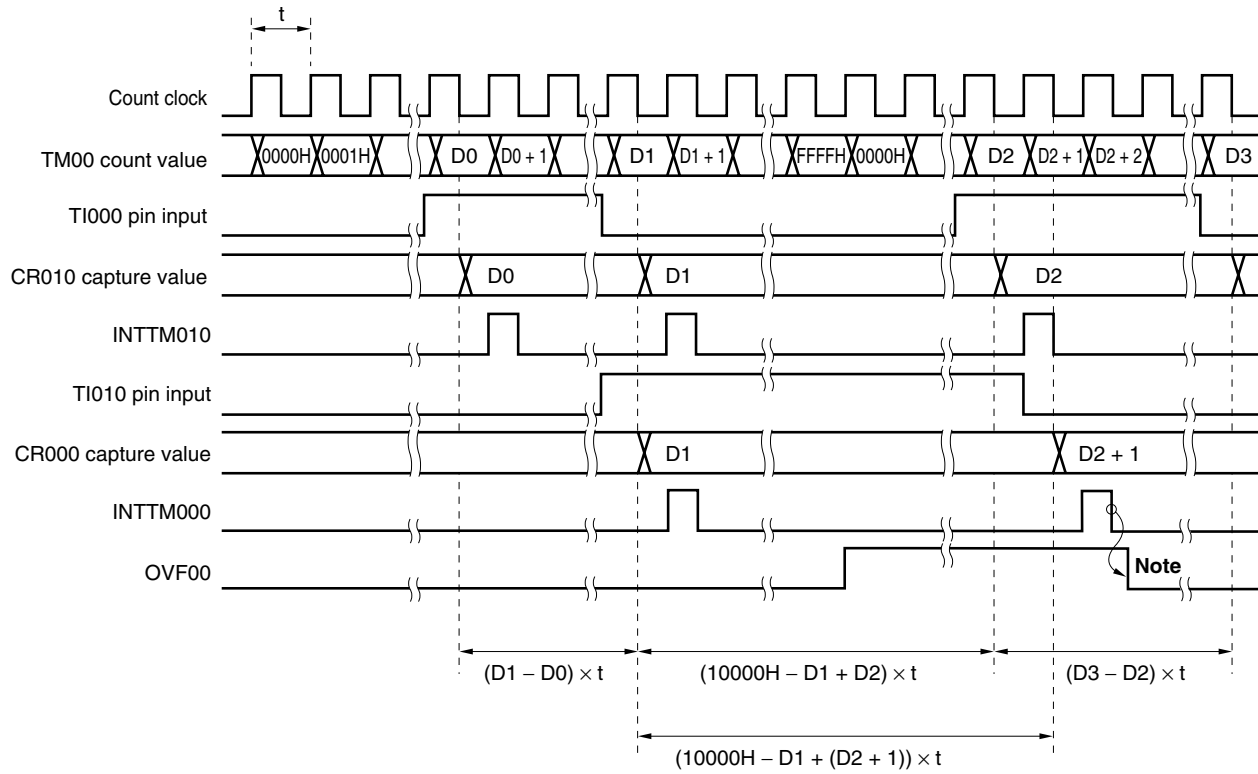 t
Count clock
TM00 count value
0000H 0001H D0 D0 + 1 D1 D1 + 1 FFFFH 0000H D2 D2 + 1 D2 + 2 D3
TI000 pin input
CR010 capture value
D0 D1 D2
INTTM010
TI010 pin input
CR000 capture value
D1 D2 + 1
INTTM000
OVF00
Note
(D1 – D0) × t (10000H – D1 + D2) × t (D3 – D2) × t
(10000H – D1 + (D2 + 1)) × t